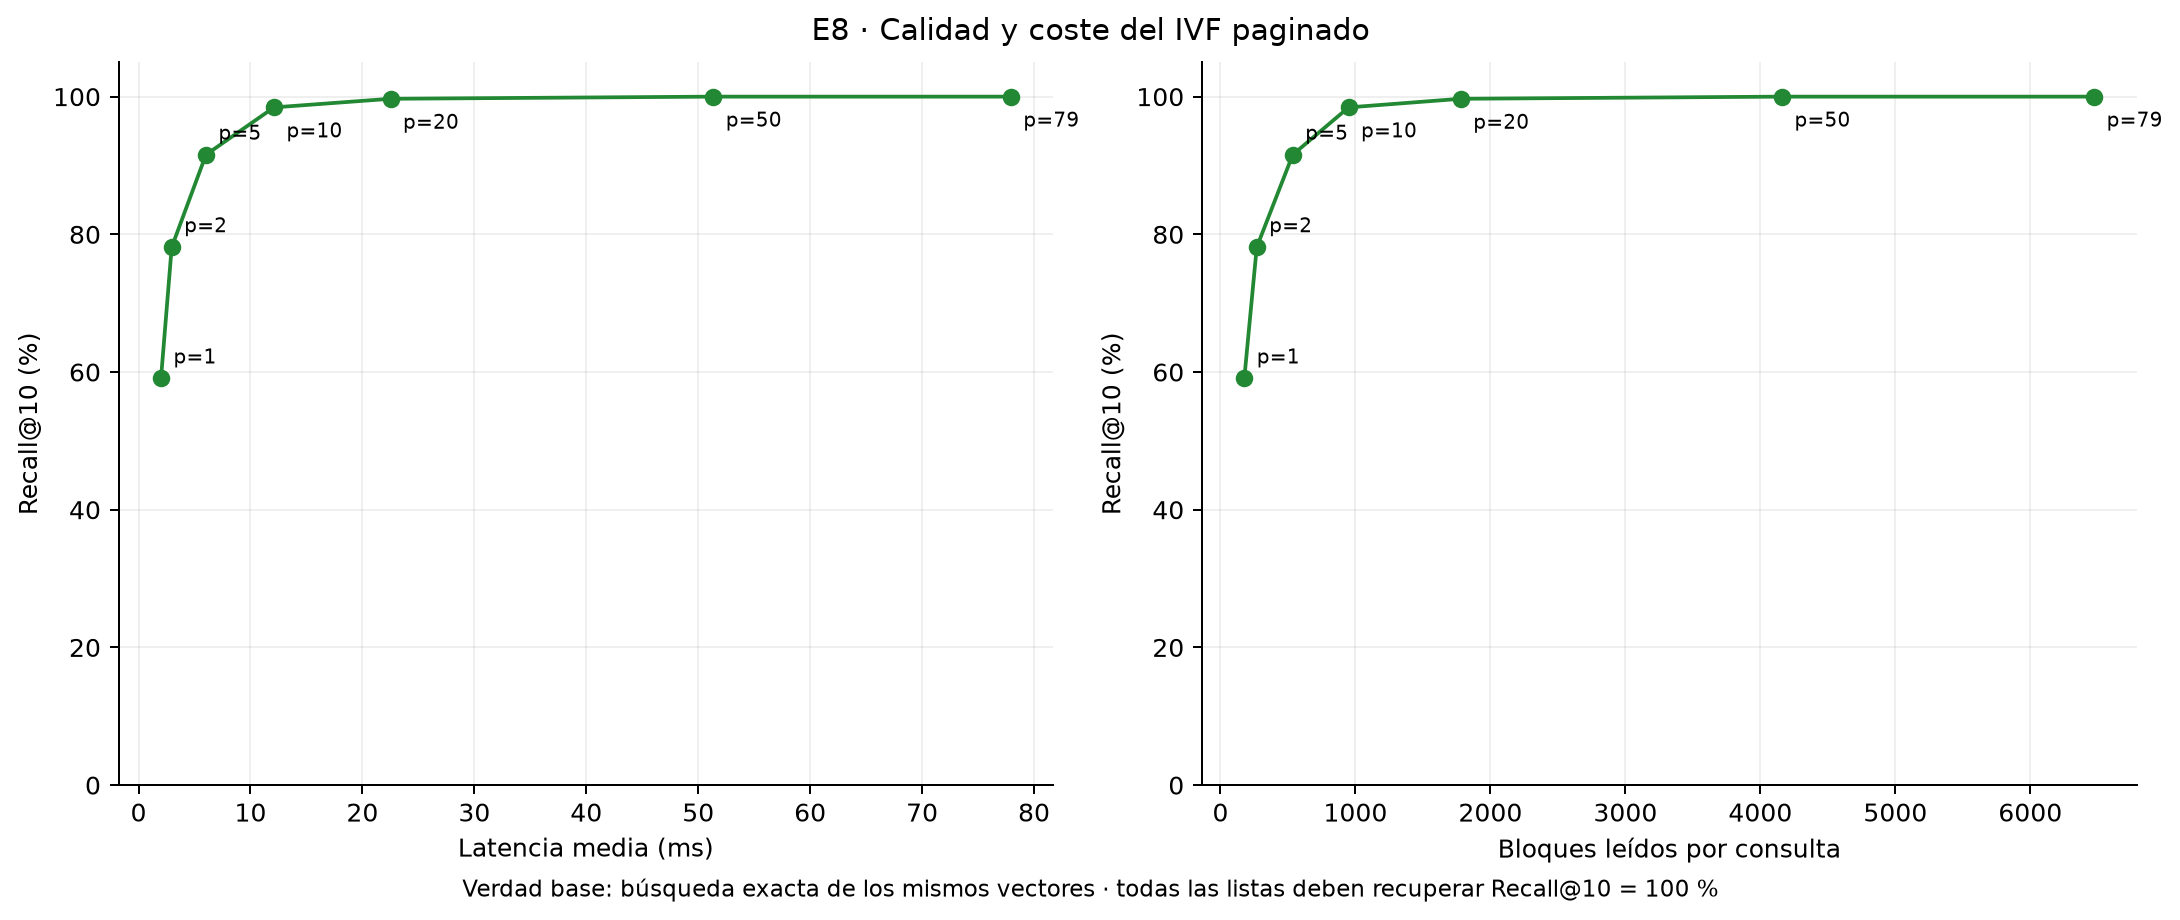 E8 · Calidad y coste del IVF paginado
Recall@10 (%)
100
80
60
40
20
0
p=1
p=2
p=5
p=10
p=20
p=50
p=79
0 10 20 30 40 50 60 70 80
Latencia media (ms)
Recall@10 (%)
100
80
60
40
20
0
p=1
p=2
p=5
p=10
p=20
p=50
p=79
0 1000 2000 3000 4000 5000 6000
Bloques leídos por consulta
Verdad base: búsqueda exacta de los mismos vectores · todas las listas deben recuperar Recall@10 = 100 %